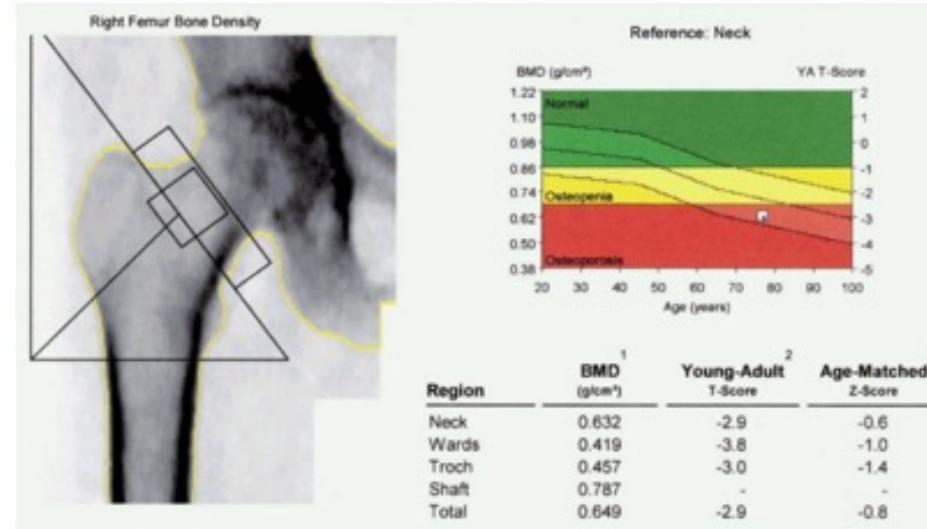 Right Femur Bone Density
Reference: Neck
BMD (g/cm²) YA T-Score
1.22 2
1.10 1
0.98 0
0.86 -1
0.74 -2
0.62 -3
0.50 -4
0.38 -5
Normal
Osteopenia
Osteoporosis
20 30 40 50 60 70 80 90 100
Age (years)
Region BMD 1 (g/cm²) Young-Adult 2 T-Score Age-Matched Z-Score
Neck 0.632 -2.9 -0.6
Wards 0.419 -3.8 -1.0
Troch 0.457 -3.0 -1.4
Shaft 0.787 - -
Total 0.649 -2.9 -0.8